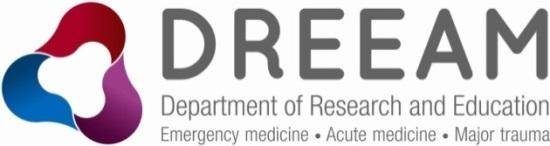 DREEAM
Department of Research and Education
Emergency medicine • Acute medicine • Major trauma